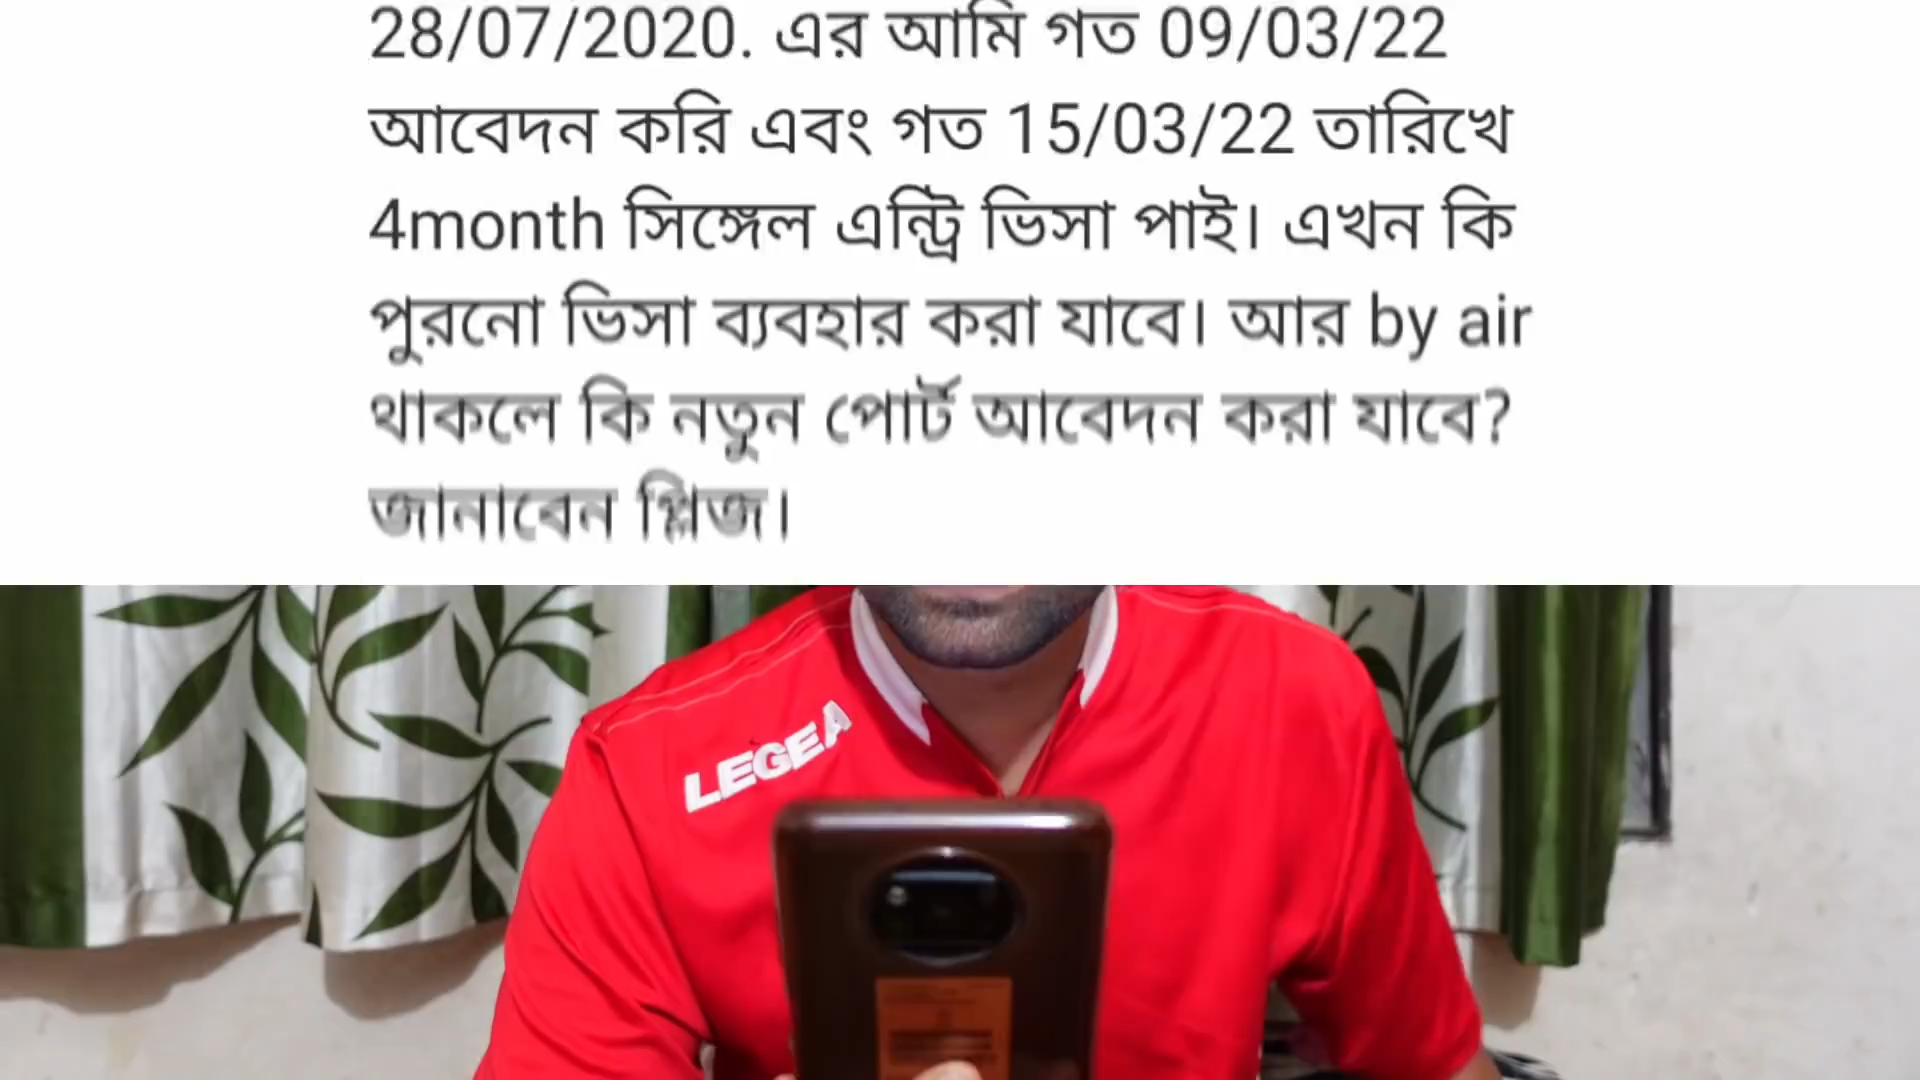 28/07/2020. এর আমি গত 09/03/22
আবেদন করি এবং গত 15/03/22 তারিখে
4month সিঙ্গেল এন্ট্রি ভিসা পাই। এখন কি
পুরনো ভিসা ব্যবহার করা যাবে। আর by air
থাকলে কি নতুন পোর্ট আবেদন করা যাবে?
জানাবেন প্লিজ।
LEGEA